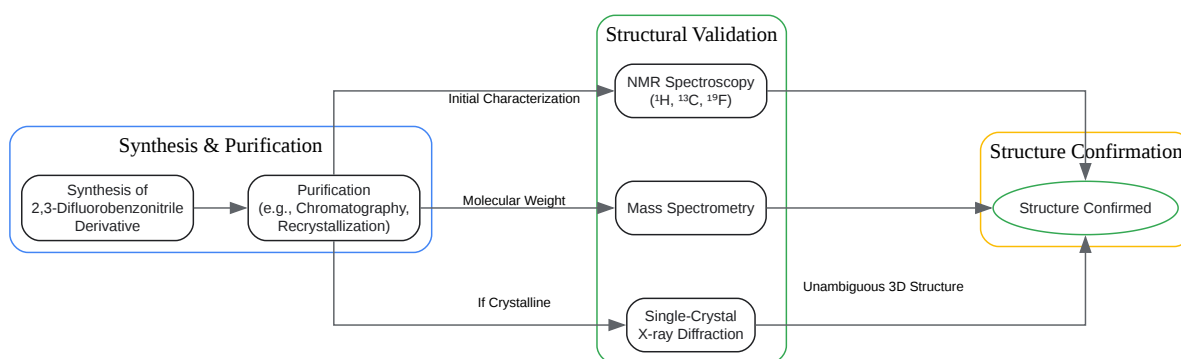 Structural Validation
NMR Spectroscopy
(¹H, ¹³C, ¹⁹F)
Initial Characterization
Synthesis & Purification
Structure Confirmation
Synthesis of
2,3-Difluorobenzonitrile
Derivative
Purification
(e.g., Chromatography,
Recrystallization)
Molecular Weight
Mass Spectrometry
Structure Confirmed
If Crystalline
Unambiguous 3D Structure
Single-Crystal
X-ray Diffraction